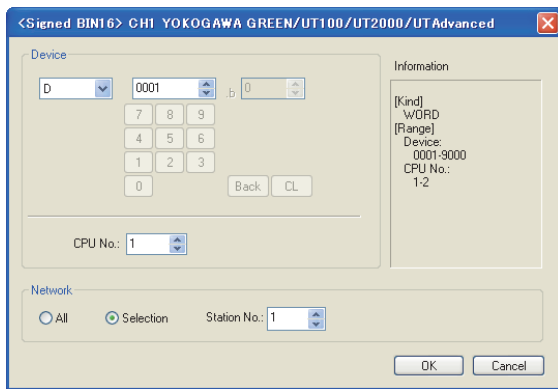 <Signed BIN16> CH1 YOKOGAWA GREEN/UT100/UT2000/UTAdvanced
Device
D 0001 .b 0
7 8 9
4 5 6
1 2 3
0 Back CL
CPU No.: 1
Information
[Kind]
WORD
[Range]
Device:
0001-9000
CPU No.:
1-2
Network
All Selection Station No.: 1
OK Cancel